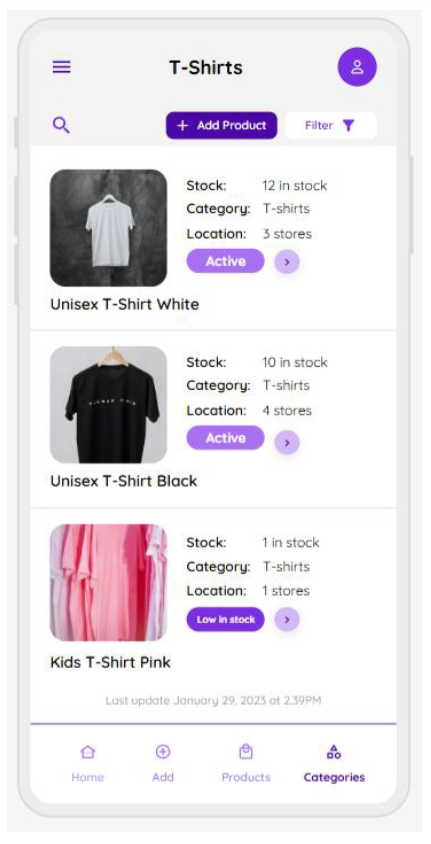 T-Shirts
+ Add Product
Filter
Stock: 12 in stock
Category: T-shirts
Location: 3 stores
Active
Unisex T-Shirt White
Stock: 10 in stock
Category: T-shirts
Location: 4 stores
Active
Unisex T-Shirt Black
Stock: 1 in stock
Category: T-shirts
Location: 1 stores
Low in stock
Kids T-Shirt Pink
Last update January 29, 2023 at 2.39PM
Home Add Products Categories